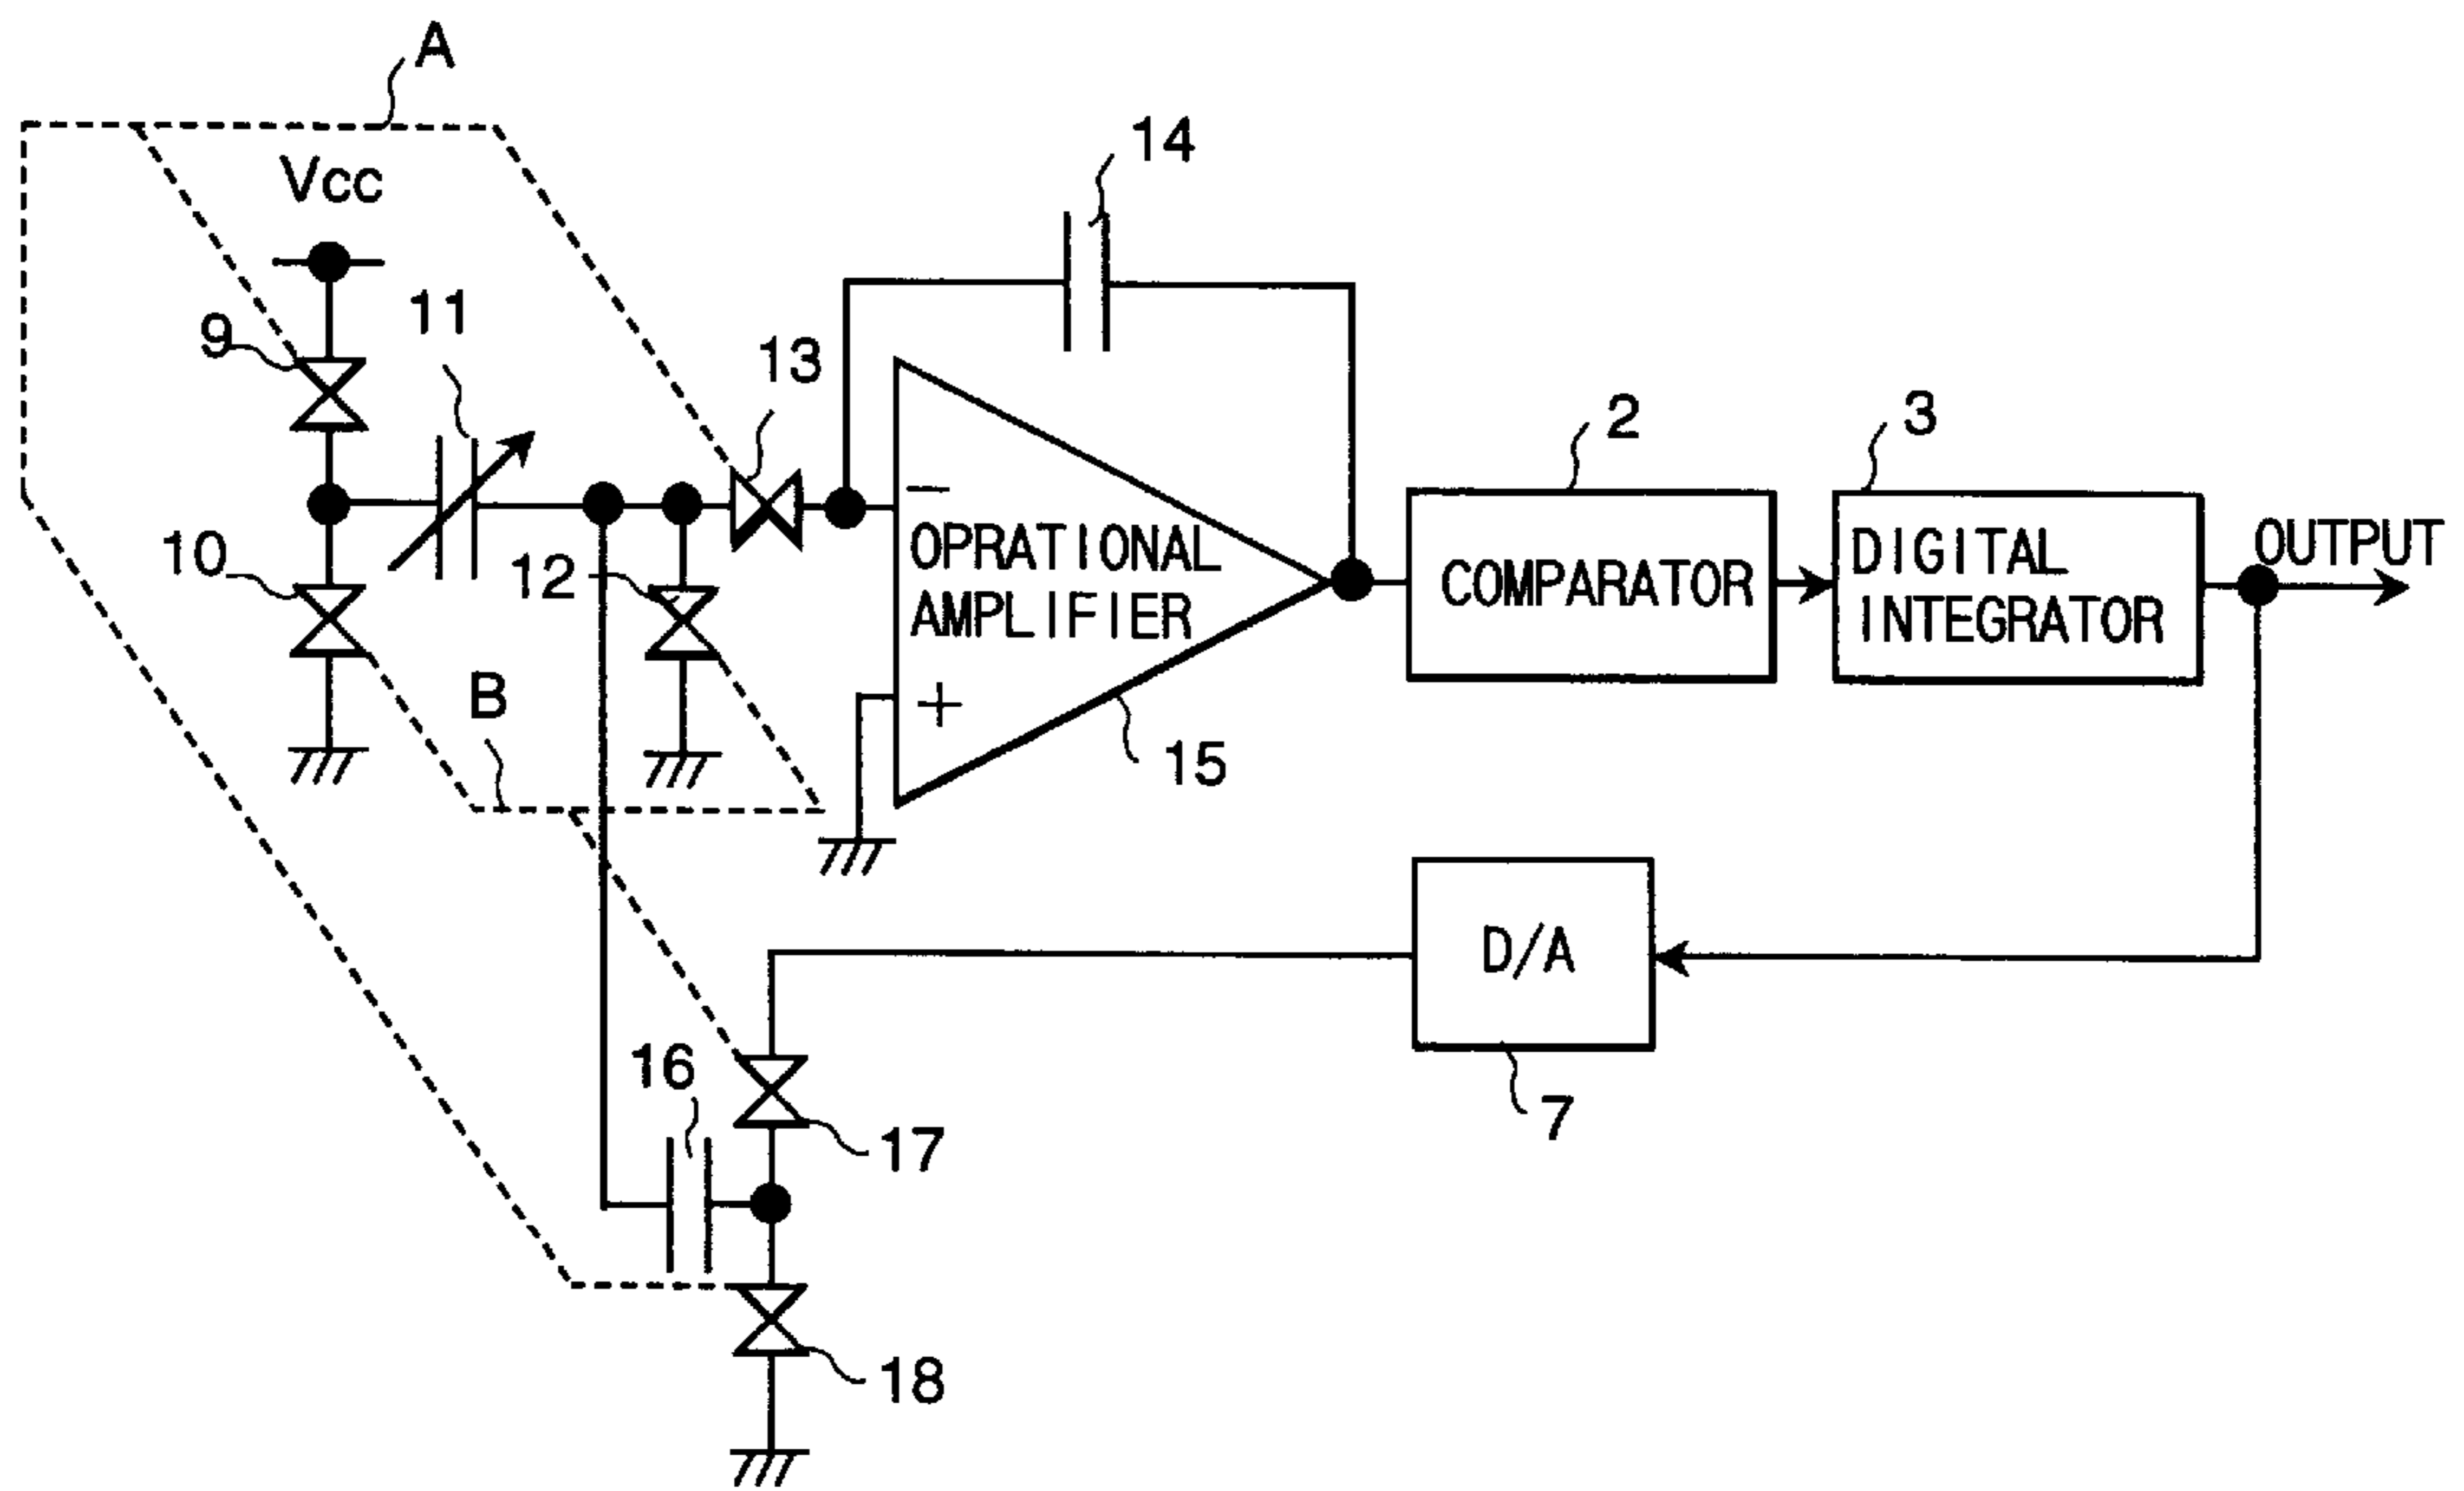 A
Vcc
14
11
9
13
2
3
−
OPRATIONAL
AMPLIFIER
COMPARATOR
DIGITAL
INTEGRATOR
OUTPUT
10
12
B
+
15
D/A
16
7
17
18